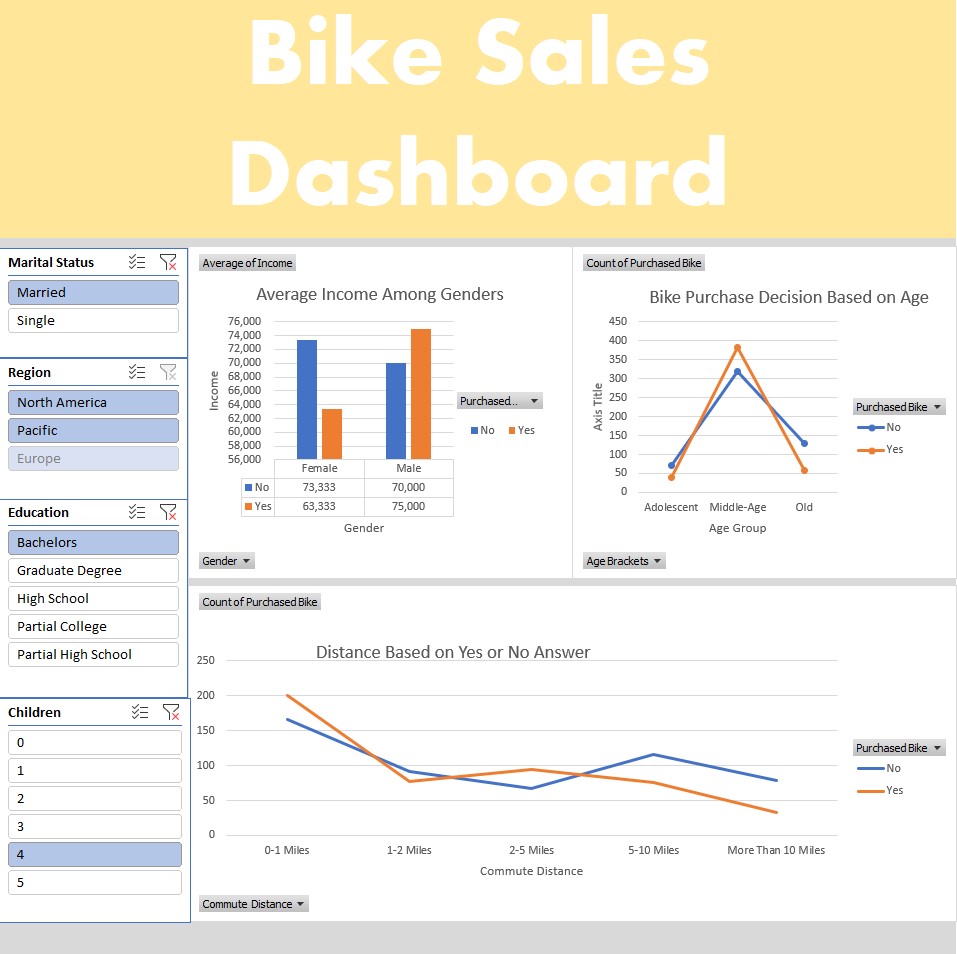 Bike Sales
Dashboard
Marital Status
Married
Single
Region
North America
Pacific
Europe
Education
Bachelors
Graduate Degree
High School
Partial College
Partial High School
Children
0
1
2
3
4
5
Average of Income
Average Income Among Genders
76,000
74,000
72,000
70,000
68,000
66,000
64,000
62,000
60,000
58,000
56,000
Income
Female Male
No 73,333 70,000
Yes 63,333 75,000
Gender
Purchased...
No Yes
Gender
Count of Purchased Bike
Bike Purchase Decision Based on Age
450
400
350
300
250
200
150
100
50
0
Axis Title
Adolescent Middle-Age Old
Age Group
Purchased Bike
No
Yes
Age Brackets
Count of Purchased Bike
Distance Based on Yes or No Answer
250
200
150
100
50
0
0-1 Miles 1-2 Miles 2-5 Miles 5-10 Miles More Than 10 Miles
Commute Distance
Purchased Bike
No
Yes
Commute Distance